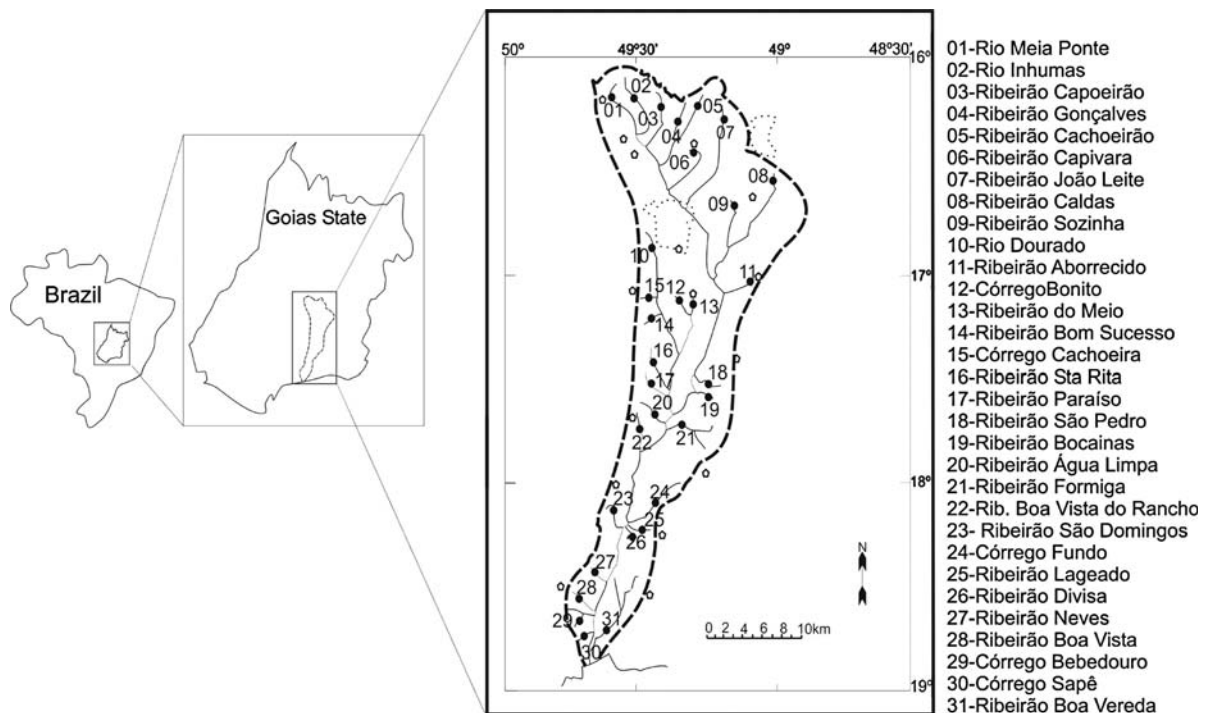 Brazil
Goias State
50º
49º30'
49º
48º30'
16º
17º
18º
19º
02
01
03
04
05
07
06
08
09
10
11
15
12
13
14
16
17
18
19
20
21
22
23
24
25
26
27
28
29
31
30
N
0 2 4 6 8 10km
01-Rio Meia Ponte
02-Rio Inhumas
03-Ribeirão Capoeirão
04-Ribeirão Gonçalves
05-Ribeirão Cachoeirão
06-Ribeirão Capivara
07-Ribeirão João Leite
08-Ribeirão Caldas
09-Ribeirão Sozinha
10-Rio Dourado
11-Ribeirão Aborrecido
12-CórregoBonito
13-Ribeirão do Meio
14-Ribeirão Bom Sucesso
15-Córrego Cachoeira
16-Ribeirão Sta Rita
17-Ribeirão Paraíso
18-Ribeirão São Pedro
19-Ribeirão Bocainas
20-Ribeirão Água Limpa
21-Ribeirão Formiga
22-Rib. Boa Vista do Rancho
23- Ribeirão São Domingos
24-Córrego Fundo
25-Ribeirão Lageado
26-Ribeirão Divisa
27-Ribeirão Neves
28-Ribeirão Boa Vista
29-Córrego Bebedouro
30-Córrego Sapê
31-Ribeirão Boa Vereda